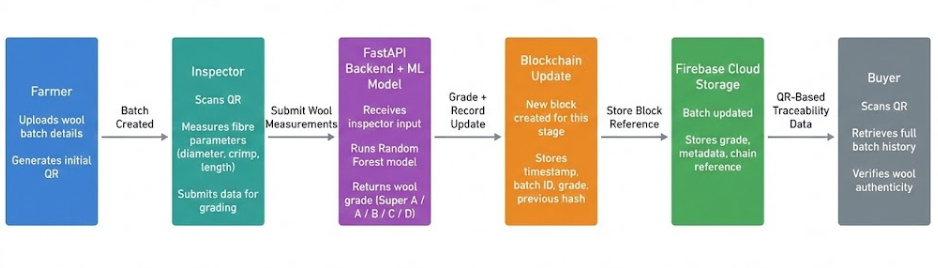 Farmer
Uploads wool
batch details
Generates initial
QR
Batch
Created
Inspector
Scans QR
Measures fibre
parameters
(diameter, crimp,
length)
Submits data for
grading
Submit Wool
Measurements
FastAPI
Backend + ML
Model
Receives
inspector input
Runs Random
Forest model
Returns wool
grade (Super A /
A / B / C / D)
Grade +
Record
Update
Blockchain
Update
New block
created for this
stage
Stores
timestamp,
batch ID, grade,
previous hash
Store Block
Reference
Firebase Cloud
Storage
Batch updated
Stores grade,
metadata, chain
reference
QR-Based
Traceability
Data
Buyer
Scans QR
Retrieves full
batch history
Verifies wool
authenticity